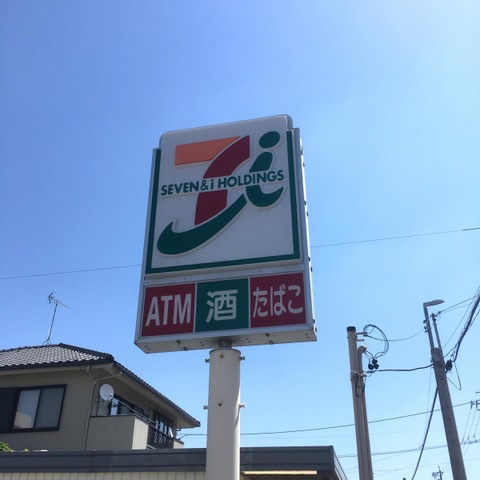 SEVEN & i HOLDINGS
ATM 酒 たばこ